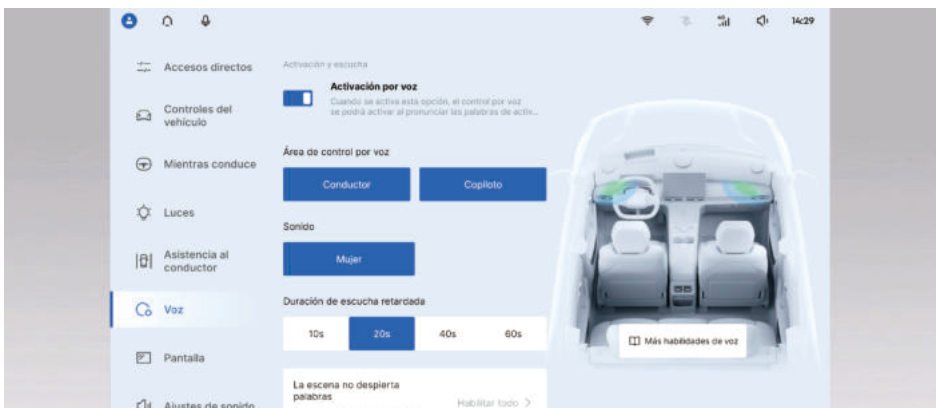 4G
14:29
Accesos directos
Controles del
vehículo
Mientras conduce
Luces
Asistencia al
conductor
Voz
Pantalla
Ajustes de sonido
Activación y escucha
Activación por voz
Cuando se active esta opción, el control por voz
se podrá activar al pronunciar las palabras de activ...
Área de control por voz
Conductor
Copiloto
Sonido
Mujer
Duración de escucha retardada
10s
20s
40s
60s
La escena no despierta
palabras
Habilitar todo >
Más habilidades de voz